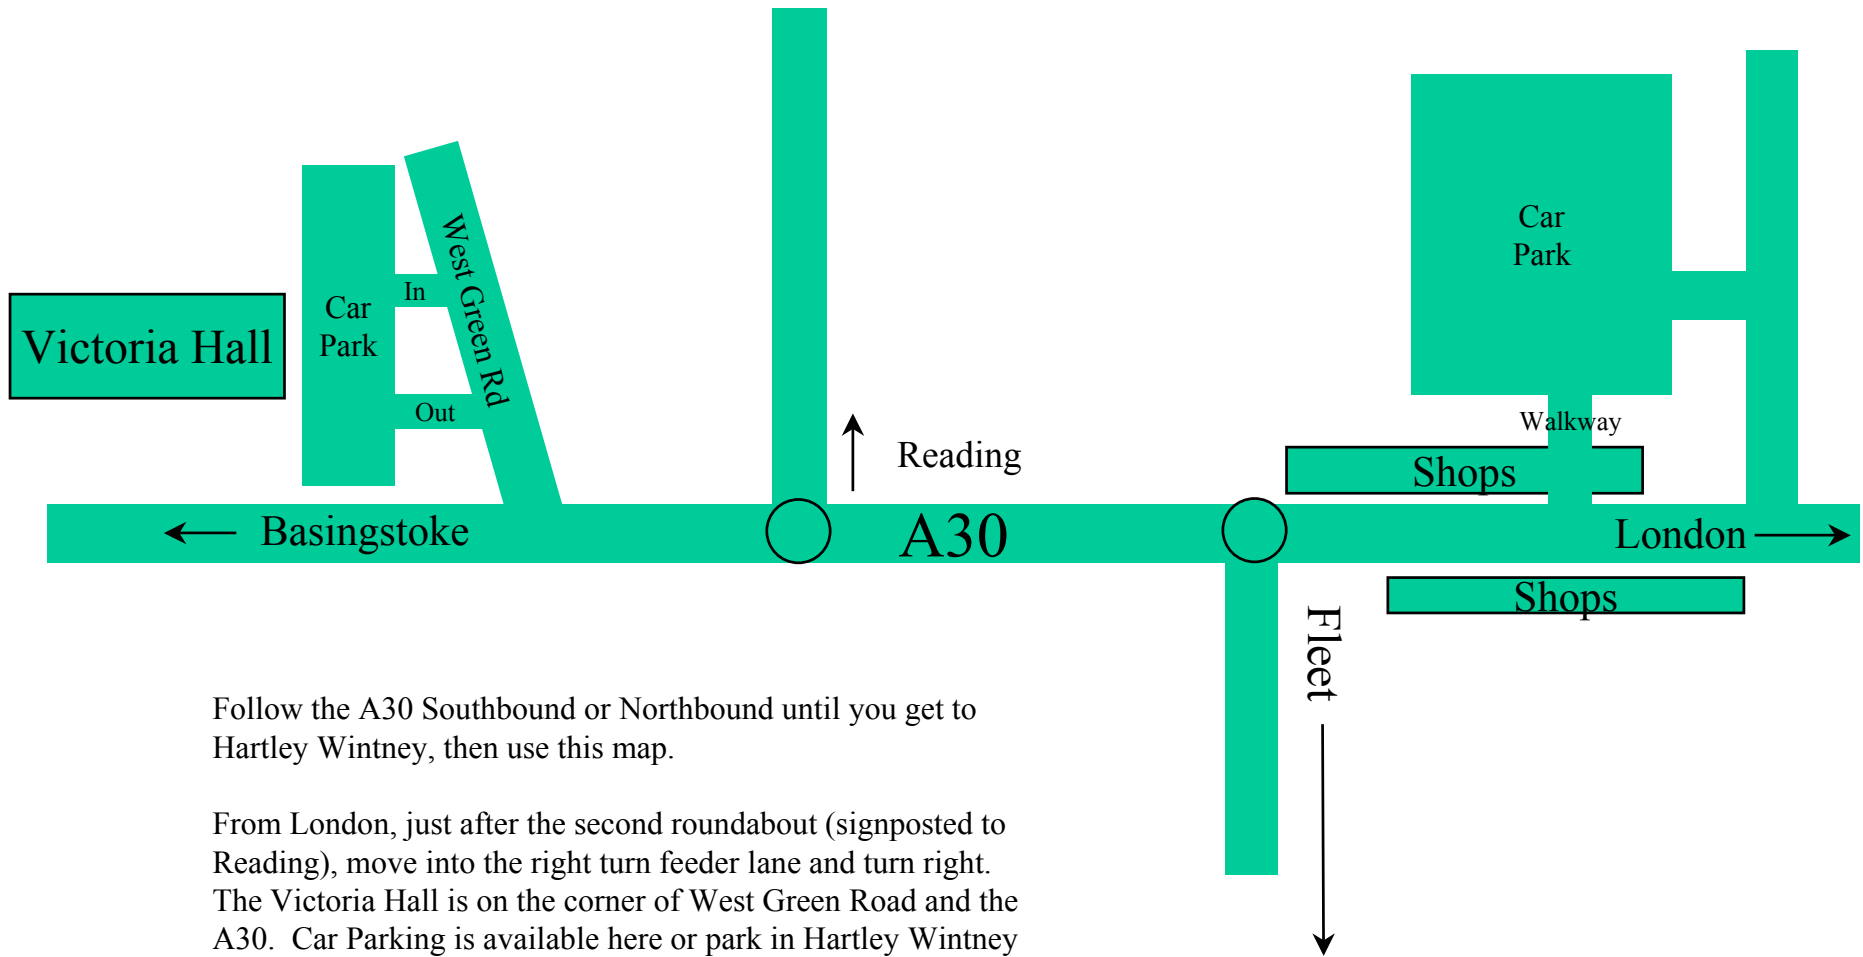 Car
Park
West Green Rd
In
Car
Park
Victoria Hall
Out
Walkway
Reading
Shops
Basingstoke
A30
London
Shops
Fleet
Follow the A30 Southbound or Northbound until you get to
Hartley Wintney, then use this map.
From London, just after the second roundabout (signposted to
Reading), move into the right turn feeder lane and turn right.
The Victoria Hall is on the corner of West Green Road and the
A30.  Car Parking is available here or park in Hartley Wintney